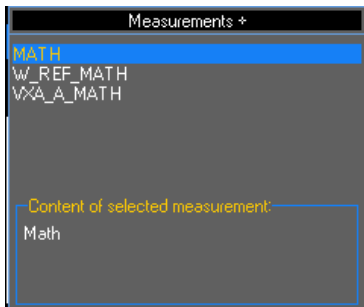 Measurements +
MATH
W_REF_MATH
VXA_A_MATH
Content of selected measurement:
Math